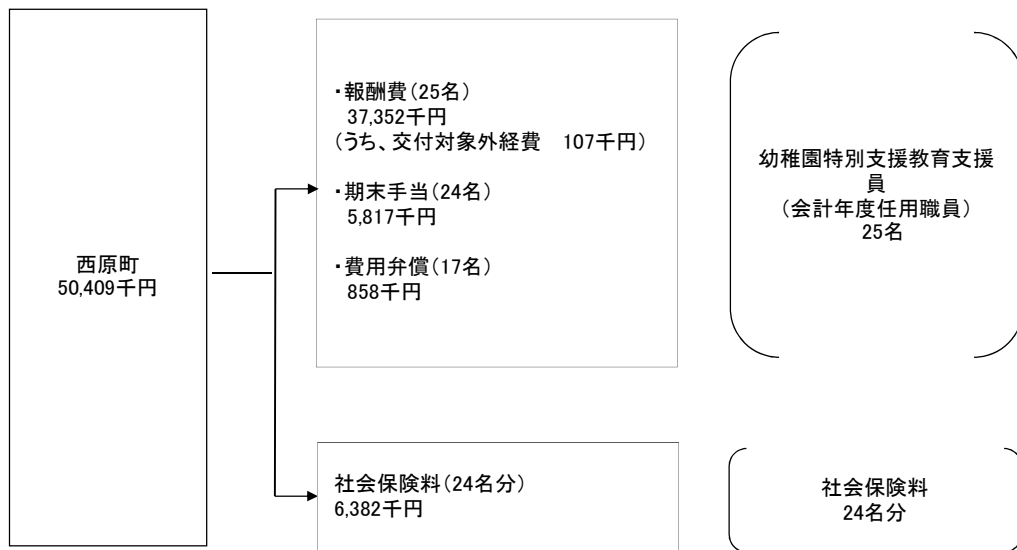 西原町
50,409千円
・報酬費(25名)
37,352千円
(うち、交付対象外経費　107千円)
・期末手当(24名)
5,817千円
・費用弁償(17名)
858千円
幼稚園特別支援教育支援
員
(会計年度任用職員)
25名
社会保険料(24名分)
6,382千円
社会保険料
24名分